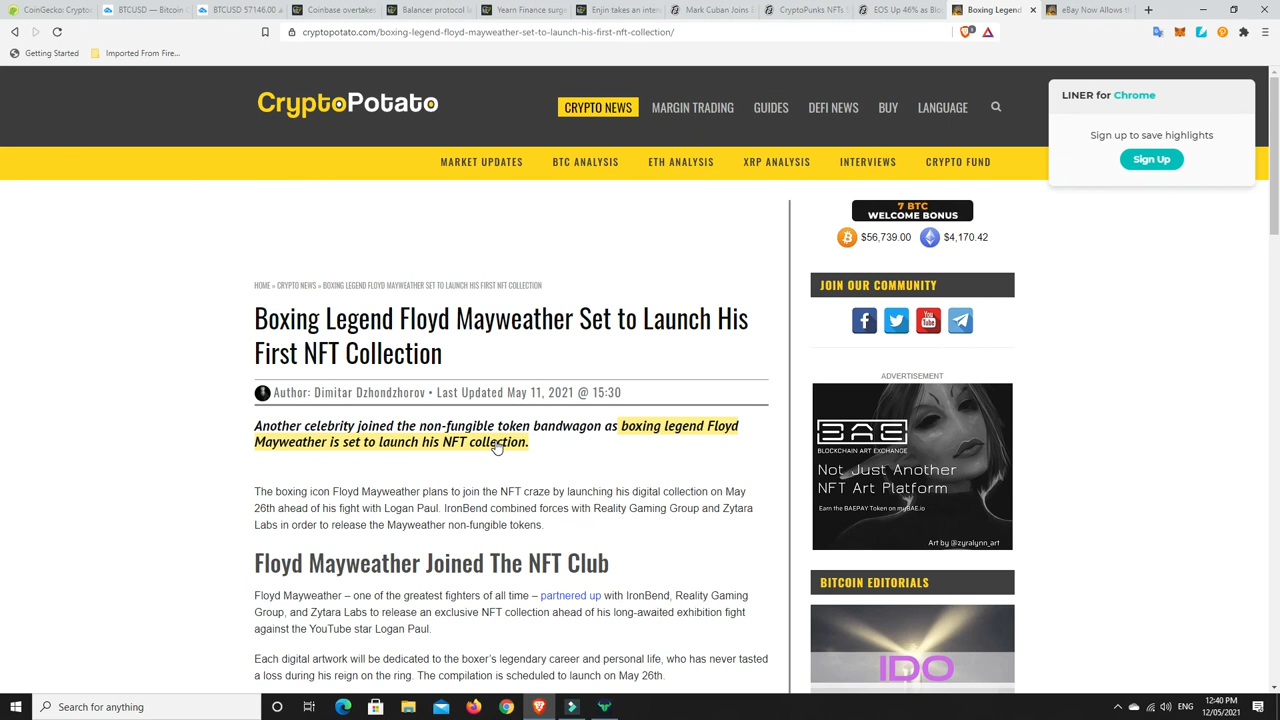 CoinGecko: Crypto
BTCUSD — Bitcoin
BTCUSD 57146.00
Coinbase overtakes
Balancer protocol
Yearn Finance surge
Enjin takes an inter
Mark Cuban Joins
CryptoPunks NFTs
EOS Up 46% as Blo
Boxing Legend
eBay Now Allows th
cryptopotato.com/boxing-legend-floyd-mayweather-set-to-launch-his-first-nft-collection/
Getting Started
Imported From Fire...
CryptoPotato
CRYPTO NEWS
MARGIN TRADING
GUIDES
DEFI NEWS
BUY
LANGUAGE
LINER for Chrome
Sign up to save highlights
Sign Up
MARKET UPDATES
BTC ANALYSIS
ETH ANALYSIS
XRP ANALYSIS
INTERVIEWS
CRYPTO FUND
HOME » CRYPTO NEWS » BOXING LEGEND FLOYD MAYWEATHER SET TO LAUNCH HIS FIRST NFT COLLECTION
Boxing Legend Floyd Mayweather Set to Launch His
First NFT Collection
Author: Dimitar Dzhondzhorov • Last Updated May 11, 2021 @ 15:30
Another celebrity joined the non-fungible token bandwagon as boxing legend Floyd
Mayweather is set to launch his NFT collection.
The boxing icon Floyd Mayweather plans to join the NFT craze by launching his digital collection on May
26th ahead of his fight with Logan Paul. IronBend combined forces with Reality Gaming Group and Zytara
Labs in order to release the Mayweather non-fungible tokens.
Floyd Mayweather Joined The NFT Club
Floyd Mayweather – one of the greatest fighters of all time – partnered up with IronBend, Reality Gaming
Group, and Zytara Labs to release an exclusive NFT collection ahead of his long-awaited exhibition fight
against the YouTube star Logan Paul.
Each digital artwork will be dedicated to the boxer's legendary career and personal life, who has never tasted
a loss during his reign on the ring. The compilation is scheduled to launch on May 26th.
7 BTC
WELCOME BONUS
$56,739.00
$4,170.42
JOIN OUR COMMUNITY
You
Tube
ADVERTISEMENT
BAE
BLOCKCHAIN ART EXCHANGE
Not Just Another
NFT Art Platform
Earn the BAEPAY Token on myBAE.io
Art by @zyralynn_art
BITCOIN EDITORIALS
IDO
Search for anything
ENG
12:40 PM
12/05/2021